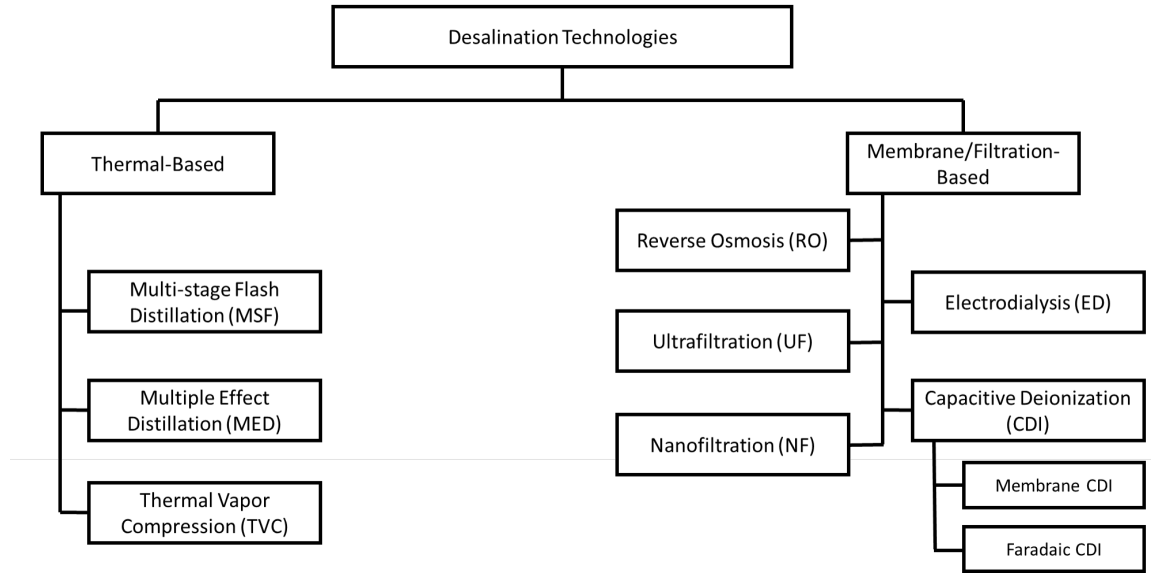 Desalination Technologies
Thermal-Based
Multi-stage Flash
Distillation (MSF)
Multiple Effect
Distillation (MED)
Thermal Vapor
Compression (TVC)
Membrane/Filtration-
Based
Reverse Osmosis (RO)
Ultrafiltration (UF)
Nanofiltration (NF)
Electrodialysis (ED)
Capacitive Deionization
(CDI)
Membrane CDI
Faradaic CDI